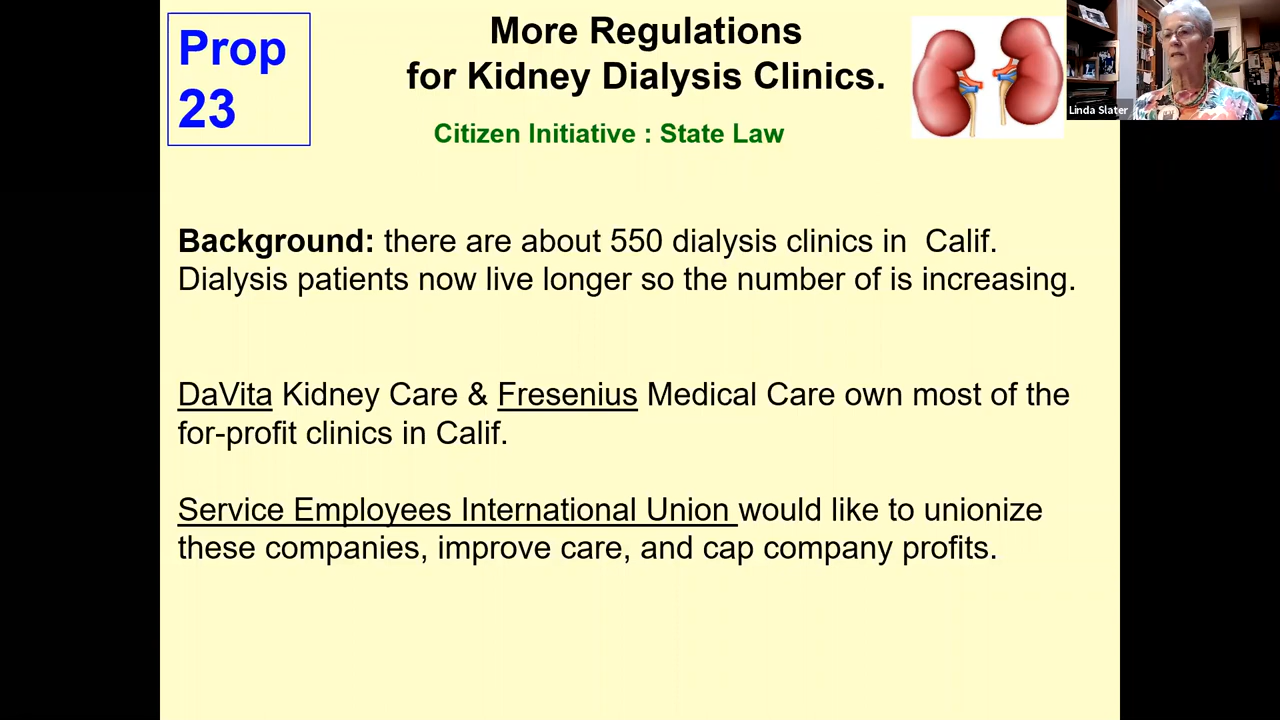 Prop
23
More Regulations
for Kidney Dialysis Clinics.
Citizen Initiative : State Law
Linda Slater
Background: there are about 550 dialysis clinics in Calif.
Dialysis patients now live longer so the number of is increasing.
DaVita Kidney Care & Fresenius Medical Care own most of the
for-profit clinics in Calif.
Service Employees International Union would like to unionize
these companies, improve care, and cap company profits.